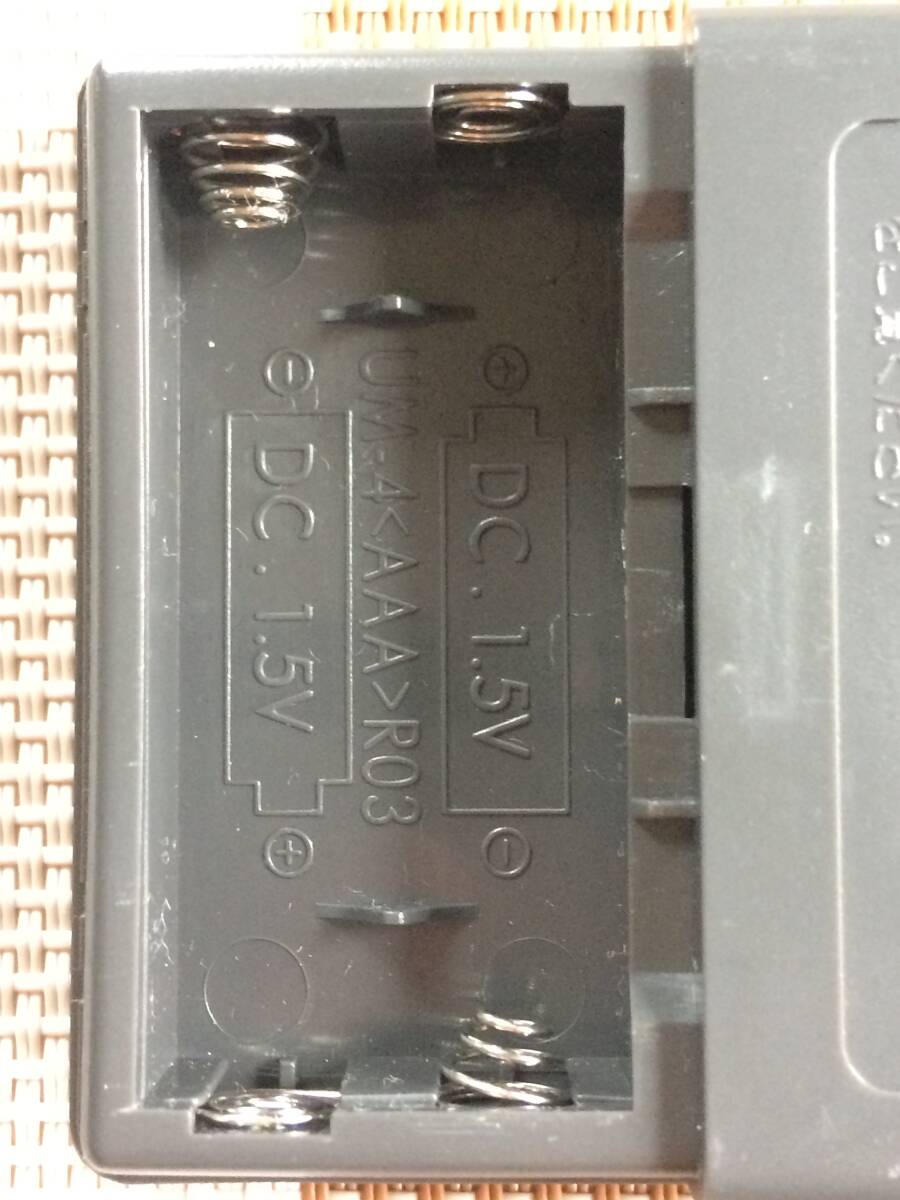 ⊕ DC. 1.5V ⊖
UM-4<AAA>R03
⊖ DC. 1.5V ⊕